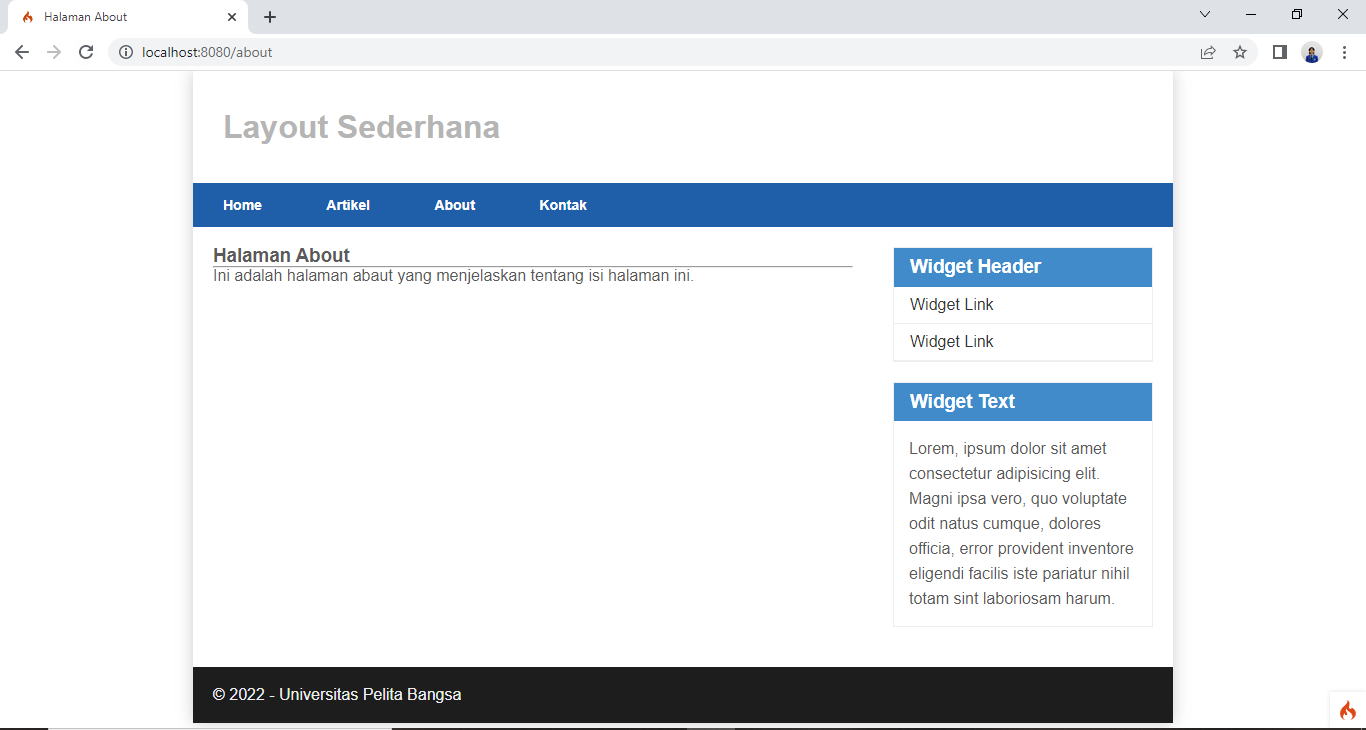 Halaman About
localhost:8080/about
Layout Sederhana
Home Artikel About Kontak
Halaman About
Ini adalah halaman abaut yang menjelaskan tentang isi halaman ini.
Widget Header
Widget Link
Widget Link
Widget Text
Lorem, ipsum dolor sit amet
consectetur adipisicing elit.
Magni ipsa vero, quo voluptate
odit natus cumque, dolores
officia, error provident inventore
eligendi facilis iste pariatur nihil
totam sint laboriosam harum.
© 2022 - Universitas Pelita Bangsa